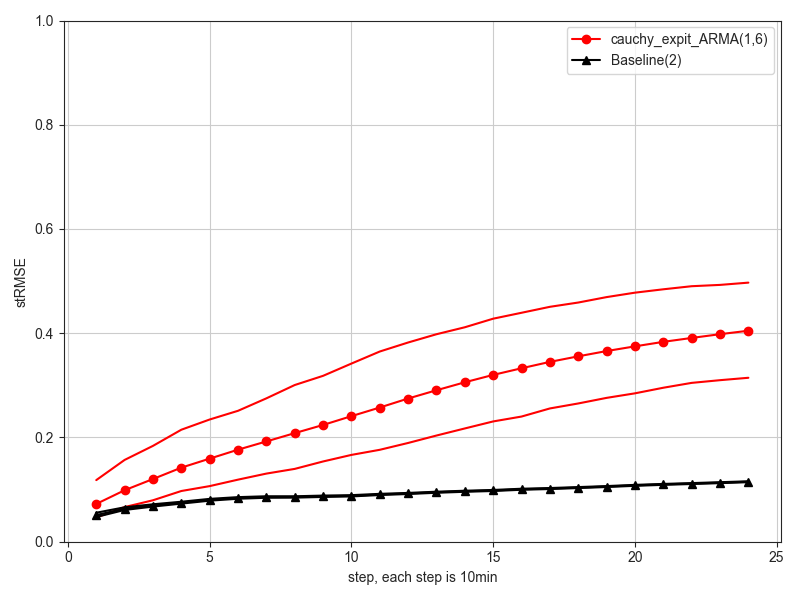 1.0
0.8
0.6
0.4
0.2
0.0
stRMSE
0 5 10 15 20 25
step, each step is 10min
cauchy_expit_ARMA(1,6)
Baseline(2)